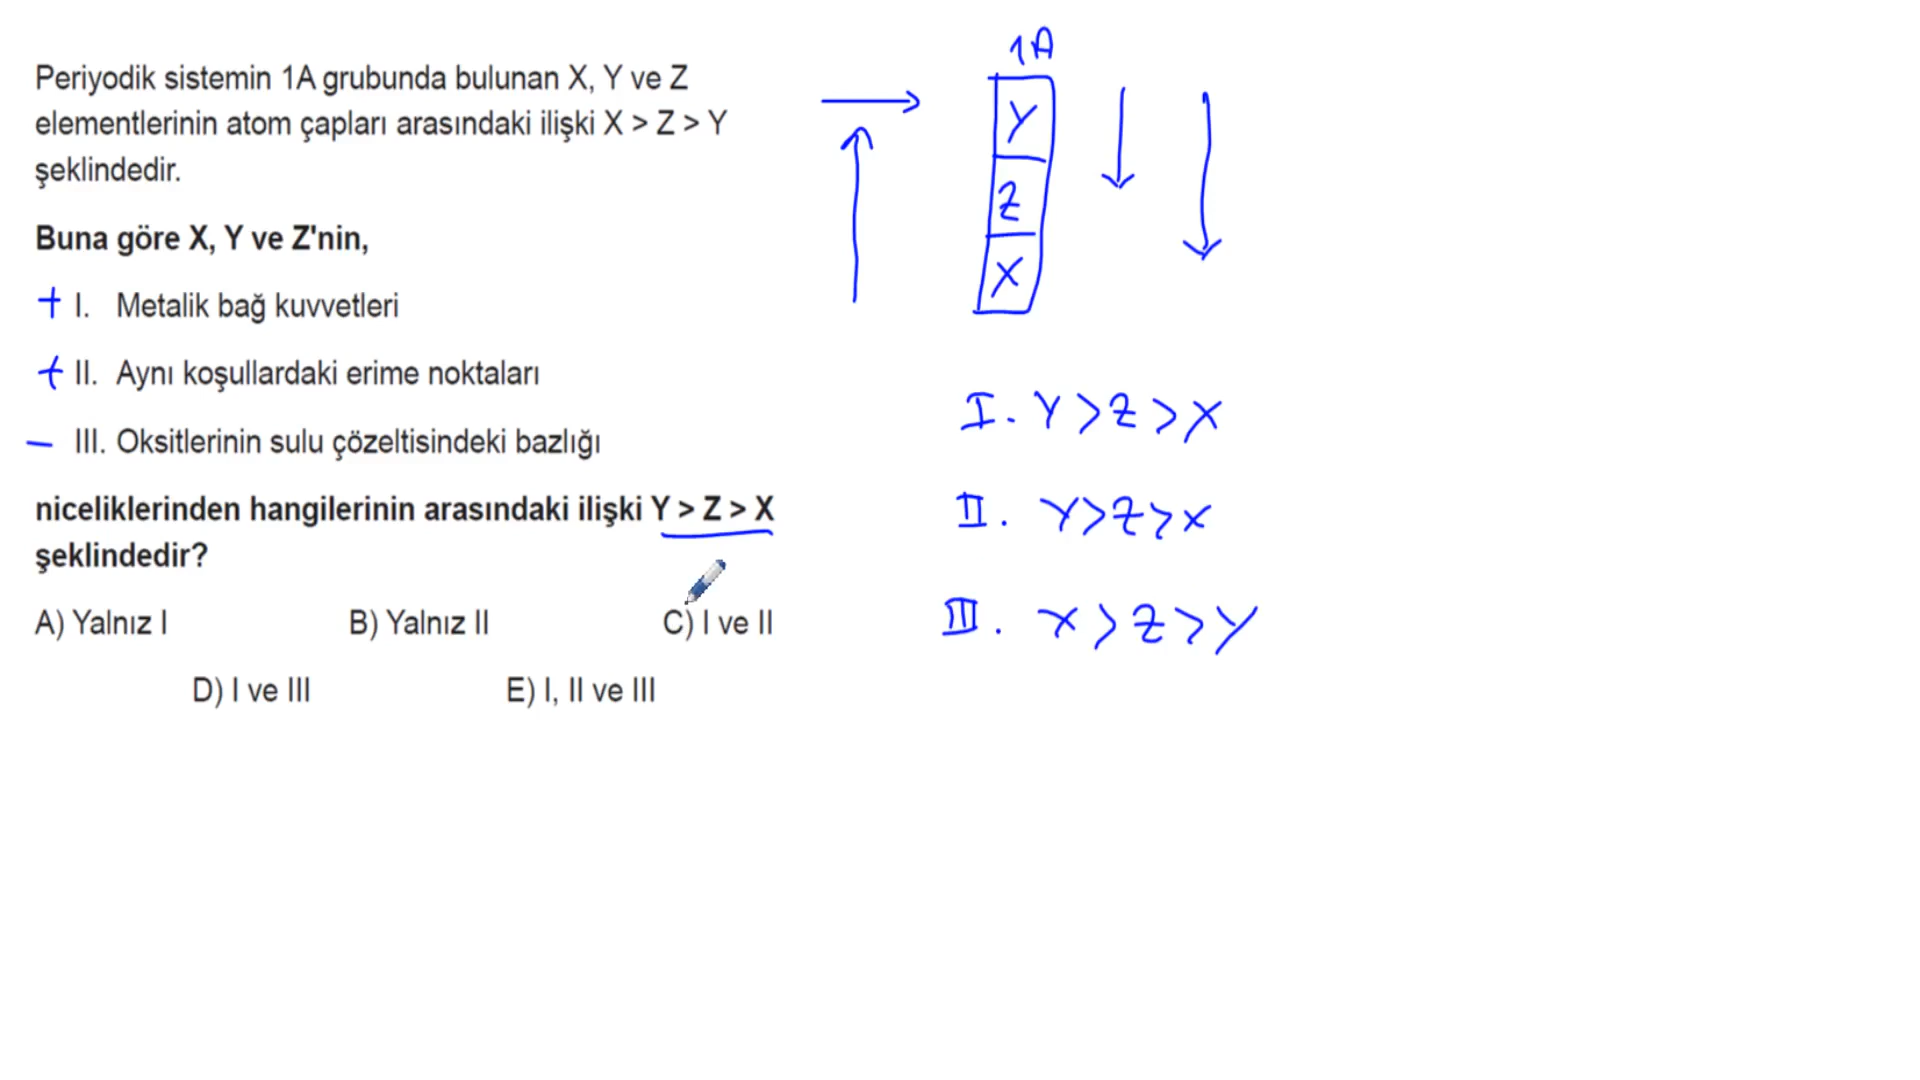 Periyodik sistemin 1A grubunda bulunan X, Y ve Z
elementlerinin atom çapları arasındaki ilişki X > Z > Y
şeklindedir.
Buna göre X, Y ve Z'nin,
+ I. Metalik bağ kuvvetleri
+ II. Aynı koşullardaki erime noktaları
– III. Oksitlerinin sulu çözeltisindeki bazlığı
niceliklerinden hangilerinin arasındaki ilişki Y > Z > X
şeklindedir?
A) Yalnız I B) Yalnız II C) I ve II
D) I ve III E) I, II ve III
1A
Y
Z
X
I. Y > Z > X
II. Y > Z > X
III. X > Z > Y